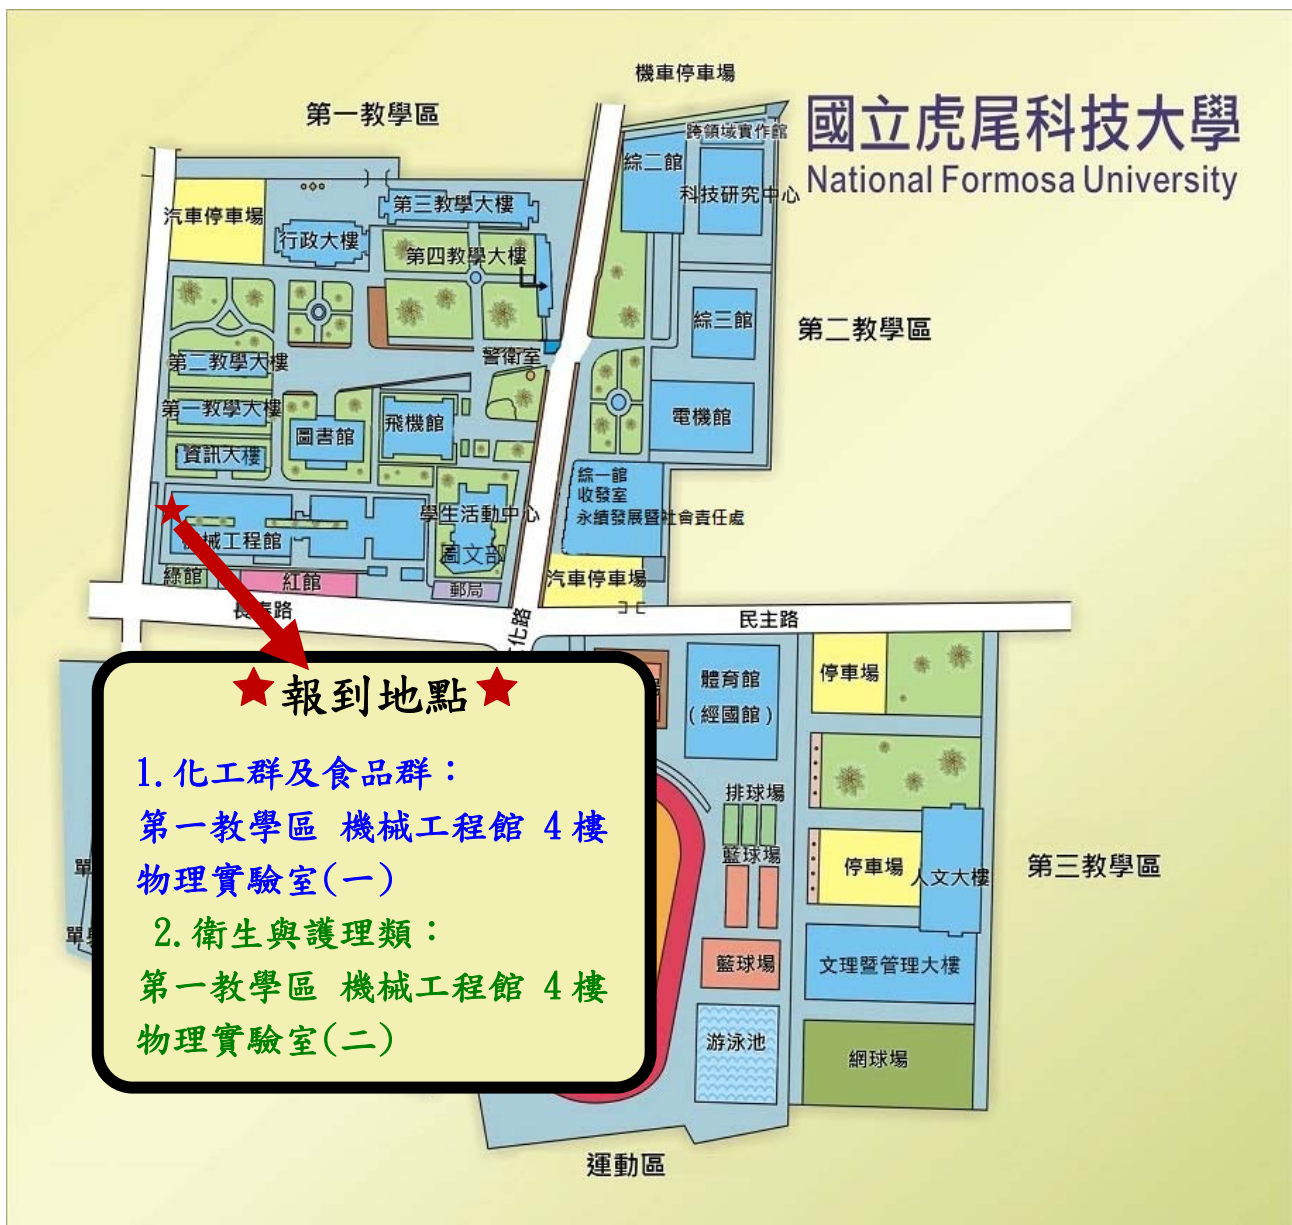 機車停車場
第一教學區
國立虎尾科技大學
National Formosa University
跨領域實作館
綜二館
科技研究中心
汽車停車場
第三教學大樓
行政大樓
第四教學大樓
綜三館
第二教學區
警衛室
第二教學大樓
第一教學大樓
飛機館
電機館
圖書館
資訊大樓
綜一館
收發室
永續發展暨社會責任處
學生活動中心
械工程館
圖文部
綠館
紅館
郵局
汽車停車場
長春路
化路
民主路
★報到地點★
1.化工群及食品群：
第一教學區 機械工程館 4樓
物理實驗室(一)
2.衛生與護理類：
第一教學區 機械工程館 4樓
物理實驗室(二)
體育館
(經國館)
停車場
排球場
籃球場
停車場
人文大樓
第三教學區
單
單
籃球場
文理暨管理大樓
游泳池
網球場
運動區